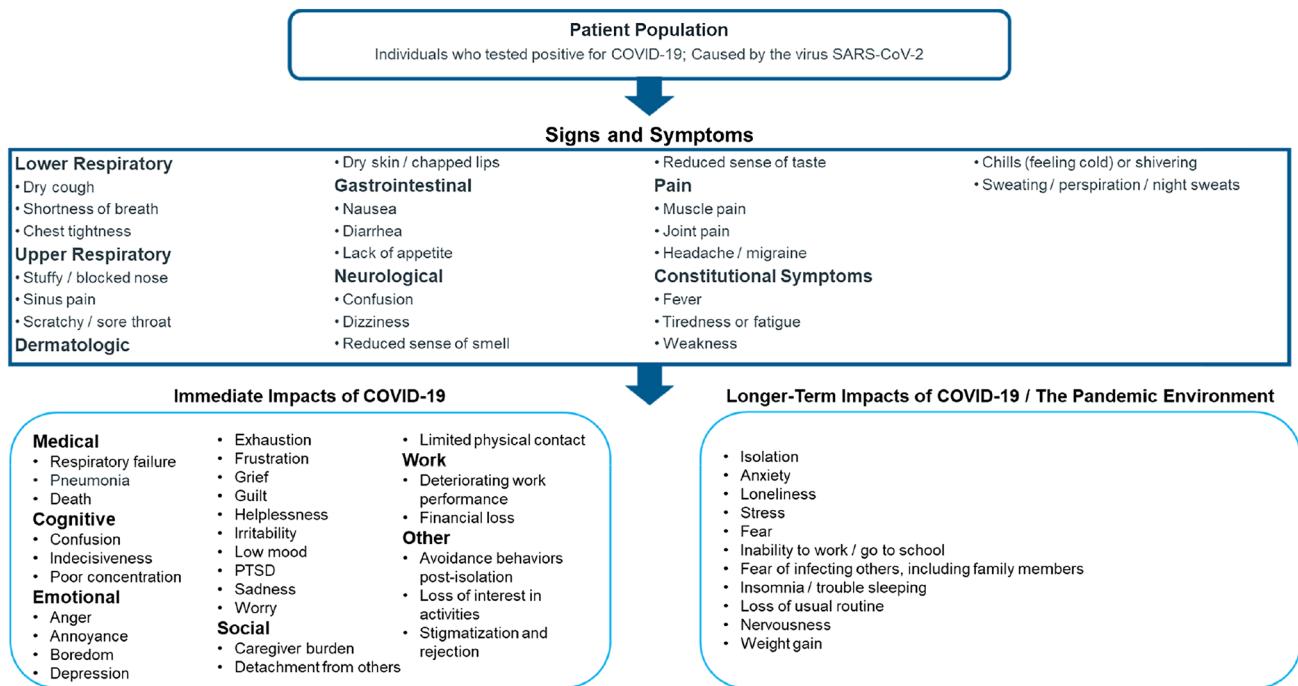 Patient Population
Individuals who tested positive for COVID-19; Caused by the virus SARS-CoV-2
Signs and Symptoms
Lower Respiratory
• Dry cough
• Shortness of breath
• Chest tightness
Upper Respiratory
• Stuffy / blocked nose
• Sinus pain
• Scratchy / sore throat
Dermatologic
• Dry skin / chapped lips
Gastrointestinal
• Nausea
• Diarrhea
• Lack of appetite
Neurological
• Confusion
• Dizziness
• Reduced sense of smell
• Reduced sense of taste
Pain
• Muscle pain
• Joint pain
• Headache / migraine
Constitutional Symptoms
• Fever
• Tiredness or fatigue
• Weakness
• Chills (feeling cold) or shivering
• Sweating / perspiration / night sweats
Immediate Impacts of COVID-19
Medical
• Respiratory failure
• Pneumonia
• Death
Cognitive
• Confusion
• Indecisiveness
• Poor concentration
Emotional
• Anger
• Annoyance
• Boredom
• Depression
• Exhaustion
• Frustration
• Grief
• Guilt
• Helplessness
• Irritability
• Low mood
• PTSD
• Sadness
• Worry
Social
• Caregiver burden
• Detachment from others
• Limited physical contact
Work
• Deteriorating work
performance
• Financial loss
Other
• Avoidance behaviors
post-isolation
• Loss of interest in
activities
• Stigmatization and
rejection
Longer-Term Impacts of COVID-19 / The Pandemic Environment
• Isolation
• Anxiety
• Loneliness
• Stress
• Fear
• Inability to work / go to school
• Fear of infecting others, including family members
• Insomnia / trouble sleeping
• Loss of usual routine
• Nervousness
• Weight gain